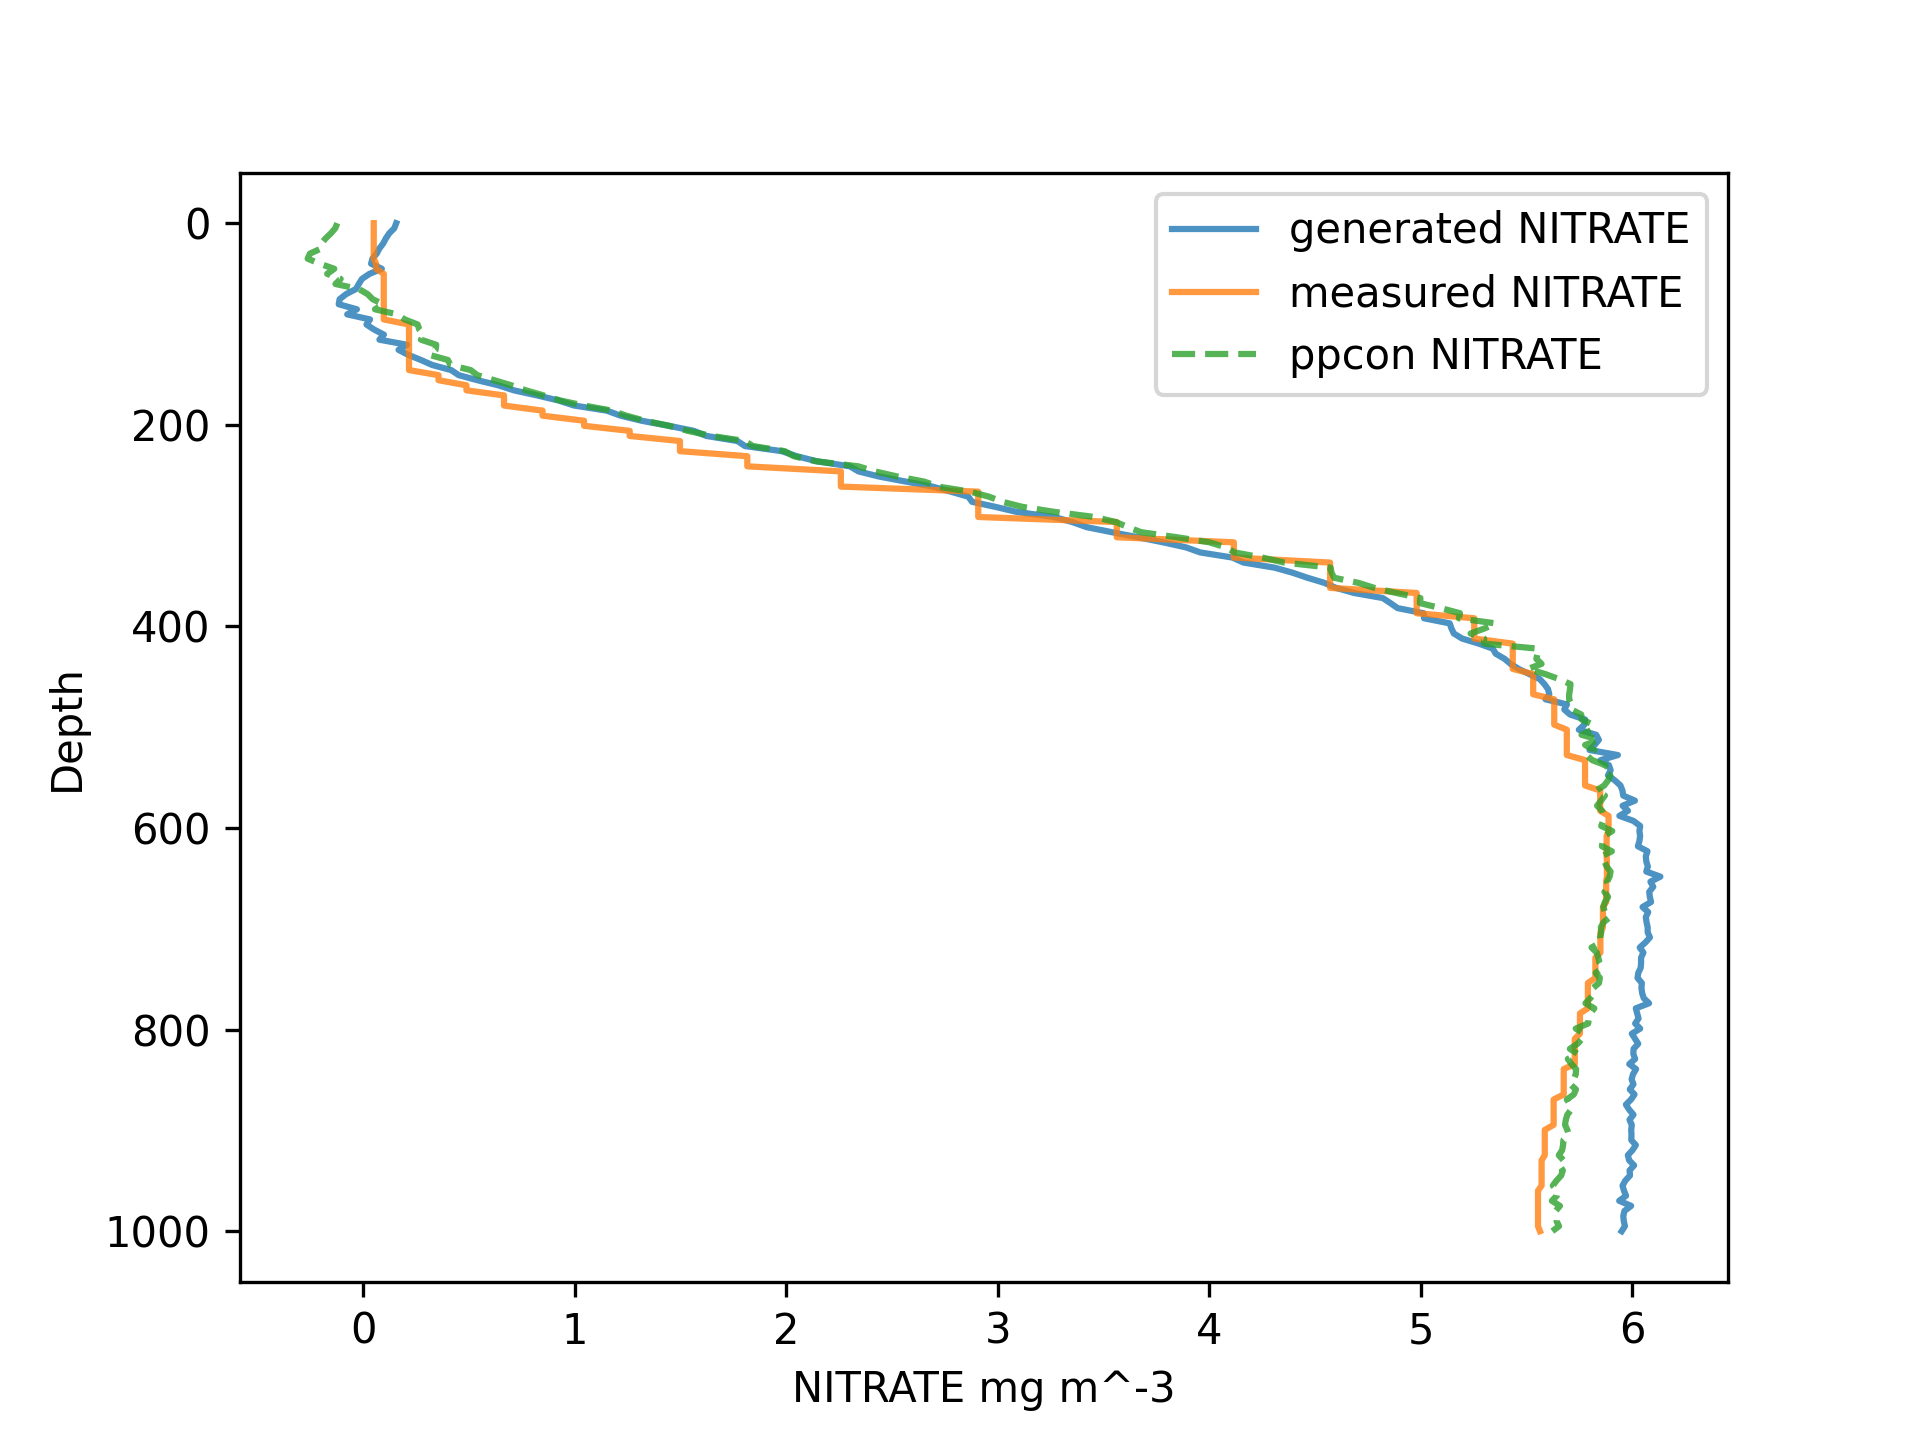 generated NITRATE
measured NITRATE
ppcon NITRATE
0
200
400
600
800
1000
Depth
0 1 2 3 4 5 6
NITRATE mg m^-3